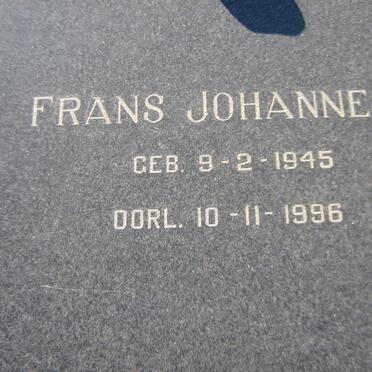 FRANS JOHANNE
GEB. 9-2-1945
OORL. 10-11-1996